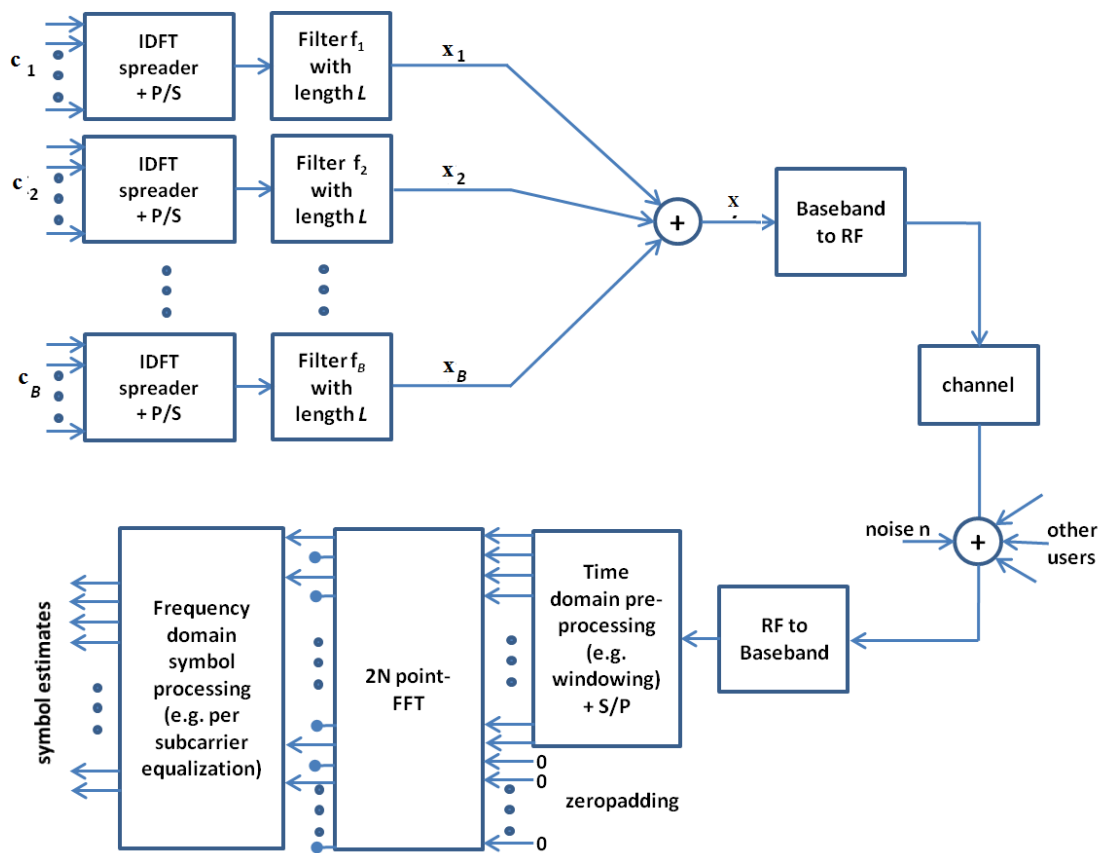 c 1
IDFT
spreader
+ P/S
Filter f1
with
length L
x 1
c 2
IDFT
spreader
+ P/S
Filter f2
with
length L
x 2
+
x
Baseband
to RF
c B
IDFT
spreader
+ P/S
Filter fB
with
length L
x B
channel
noise n
+
other
users
RF to
Baseband
Time
domain pre-
processing
(e.g.
windowing)
+ S/P
2N point-
FFT
Frequency
domain
symbol
processing
(e.g. per
subcarrier
equalization)
symbol estimates
0
0
zeropadding
0